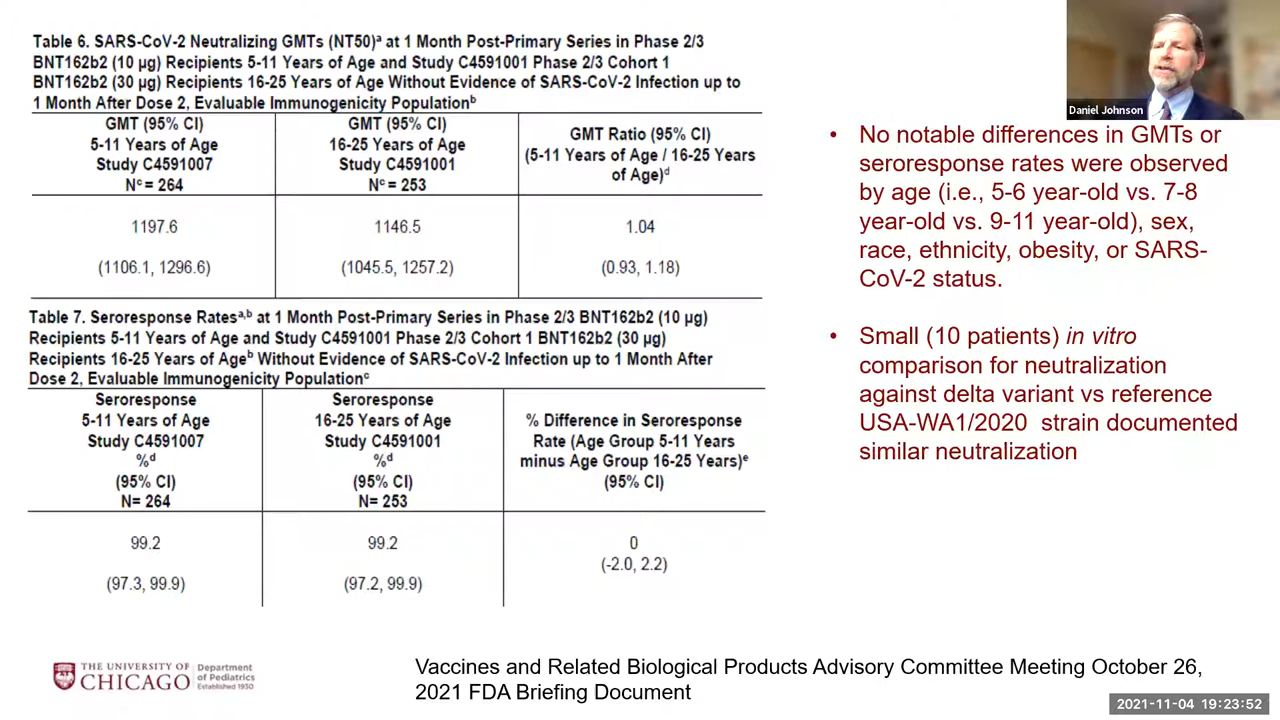 Table 6. SARS-CoV-2 Neutralizing GMTs (NT50)ᵃ at 1 Month Post-Primary Series in Phase 2/3
BNT162b2 (10 µg) Recipients 5-11 Years of Age and Study C4591001 Phase 2/3 Cohort 1
BNT162b2 (30 µg) Recipients 16-25 Years of Age Without Evidence of SARS-CoV-2 Infection up to
1 Month After Dose 2, Evaluable Immunogenicity Populationᵇ
GMT (95% CI)
5-11 Years of Age
Study C4591007
Nᶜ = 264
GMT (95% CI)
16-25 Years of Age
Study C4591001
Nᶜ = 253
GMT Ratio (95% CI)
(5-11 Years of Age / 16-25 Years
of Age)ᵈ
1197.6
(1106.1, 1296.6)
1146.5
(1045.5, 1257.2)
1.04
(0.93, 1.18)
Table 7. Seroresponse Ratesᵃ,ᵇ at 1 Month Post-Primary Series in Phase 2/3 BNT162b2 (10 µg)
Recipients 5-11 Years of Age and Study C4591001 Phase 2/3 Cohort 1 BNT162b2 (30 µg)
Recipients 16-25 Years of Ageᵇ Without Evidence of SARS-CoV-2 Infection up to 1 Month After
Dose 2, Evaluable Immunogenicity Populationᶜ
Seroresponse
5-11 Years of Age
Study C4591007
%ᵈ
(95% CI)
N= 264
Seroresponse
16-25 Years of Age
Study C4591001
%ᵈ
(95% CI)
N= 253
% Difference in Seroresponse
Rate (Age Group 5-11 Years
minus Age Group 16-25 Years)ᵉ
(95% CI)
99.2
(97.3, 99.9)
99.2
(97.2, 99.9)
0
(-2.0, 2.2)
Daniel Johnson
• No notable differences in GMTs or
seroresponse rates were observed
by age (i.e., 5-6 year-old vs. 7-8
year-old vs. 9-11 year-old), sex,
race, ethnicity, obesity, or SARS-
CoV-2 status.
• Small (10 patients) in vitro
comparison for neutralization
against delta variant vs reference
USA-WA1/2020 strain documented
similar neutralization
THE UNIVERSITY OF
CHICAGO
Department
of Pediatrics
Established 1930
Vaccines and Related Biological Products Advisory Committee Meeting October 26,
2021 FDA Briefing Document
2021-11-04 19:23:52